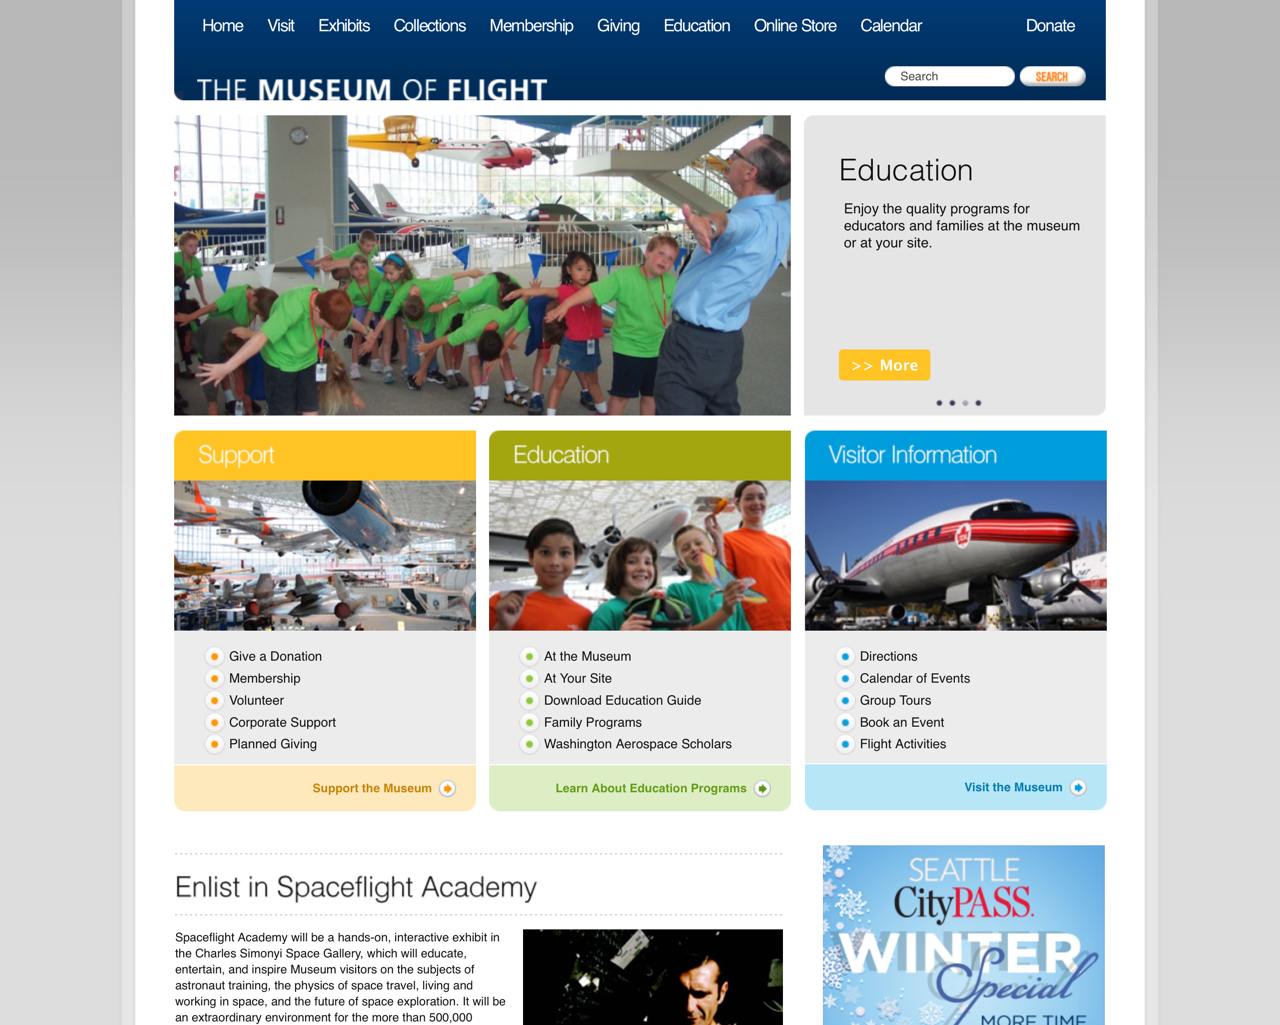 Home Visit Exhibits Collections Membership Giving Education Online Store Calendar Donate
THE MUSEUM OF FLIGHT
Search SEARCH
Education
Enjoy the quality programs for
educators and families at the museum
or at your site.
>> More
Support
Give a Donation
Membership
Volunteer
Corporate Support
Planned Giving
Support the Museum
Education
At the Museum
At Your Site
Download Education Guide
Family Programs
Washington Aerospace Scholars
Learn About Education Programs
Visitor Information
Directions
Calendar of Events
Group Tours
Book an Event
Flight Activities
Visit the Museum
Enlist in Spaceflight Academy
Spaceflight Academy will be a hands-on, interactive exhibit in
the Charles Simonyi Space Gallery, which will educate,
entertain, and inspire Museum visitors on the subjects of
astronaut training, the physics of space travel, living and
working in space, and the future of space exploration. It will be
an extraordinary environment for the more than 500,000
SEATTLE
CityPASS.
WINTER
Special
MORE TIME